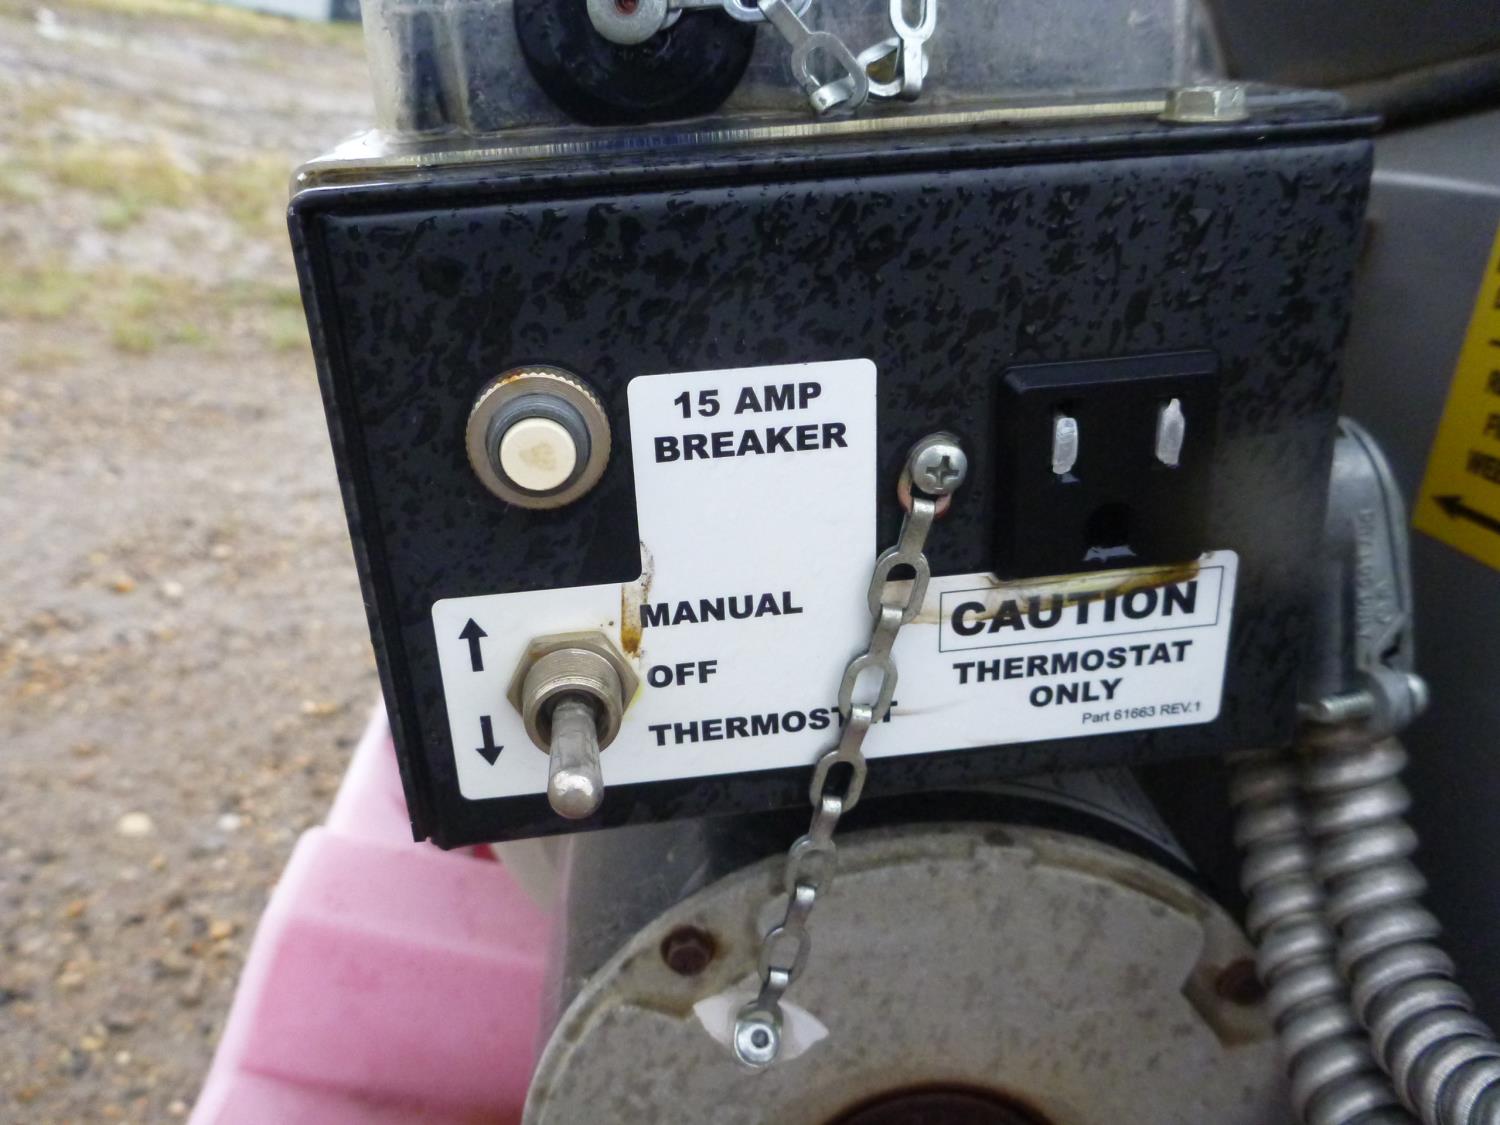 15 AMP
BREAKER
MANUAL
OFF
THERMOSTAT
CAUTION
THERMOSTAT
ONLY
Part 61663 REV.1